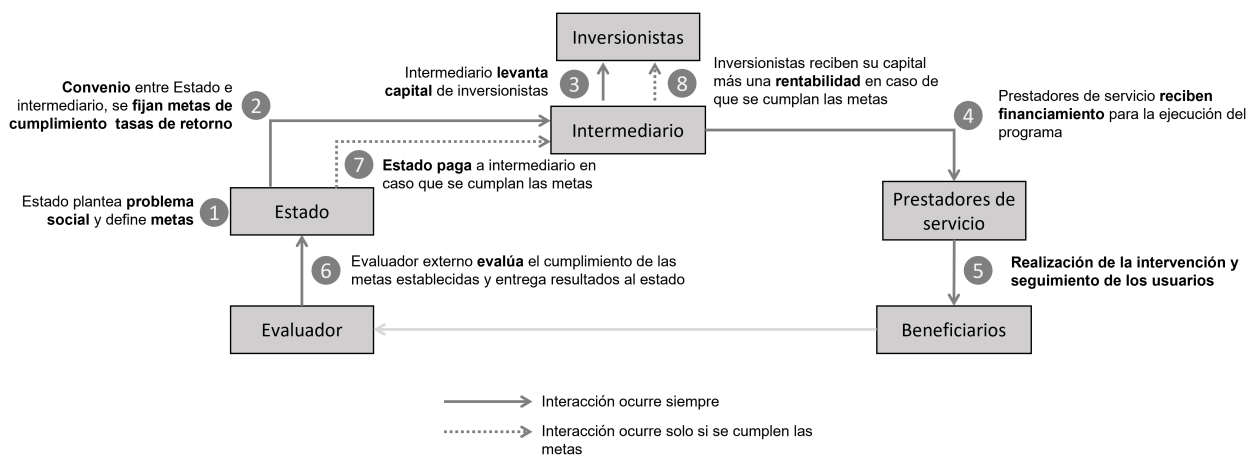 Inversionistas
Intermediario levanta
capital de inversionistas
3
8
Inversionistas reciben su capital
más una rentabilidad en caso de
que se cumplan las metas
Convenio entre Estado e
intermediario, se fijan metas de
cumplimiento tasas de retorno
2
Intermediario
4
Prestadores de servicio reciben
financiamiento para la ejecución del
programa
7
Estado paga a intermediario en
caso que se cumplan las metas
Estado plantea problema
social y define metas
1
Estado
Prestadores de
servicio
6
Evaluador externo evalúa el cumplimiento de las
metas establecidas y entrega resultados al estado
5
Realización de la intervención y
seguimiento de los usuarios
Evaluador
Beneficiarios
Interacción ocurre siempre
Interacción ocurre solo si se cumplen las
metas